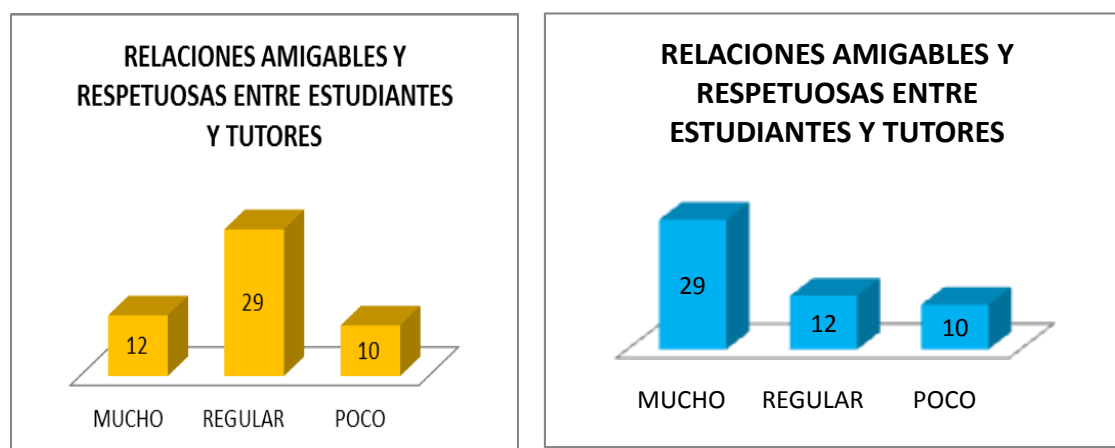 RELACIONES AMIGABLES Y
RESPETUOSAS ENTRE ESTUDIANTES
Y TUTORES
12
29
10
MUCHO REGULAR POCO
RELACIONES AMIGABLES Y
RESPETUOSAS ENTRE
ESTUDIANTES Y TUTORES
29
12
10
MUCHO REGULAR POCO